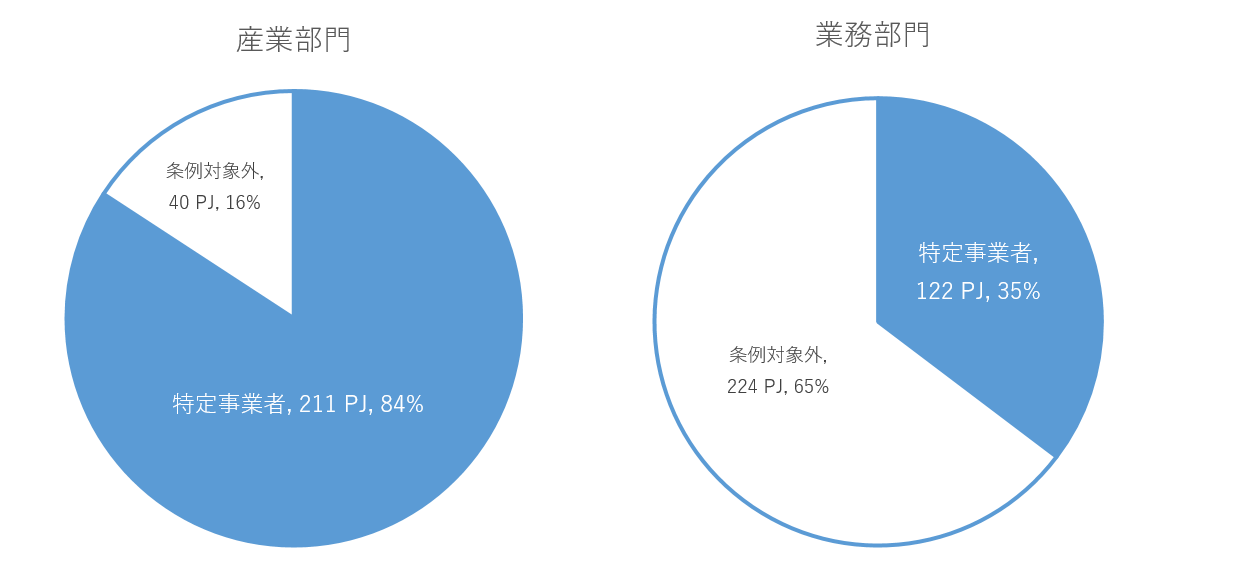 産業部門
条例対象外,
40 PJ, 16%
特定事業者, 211 PJ, 84%
業務部門
特定事業者,
122 PJ, 35%
条例対象外,
224 PJ, 65%